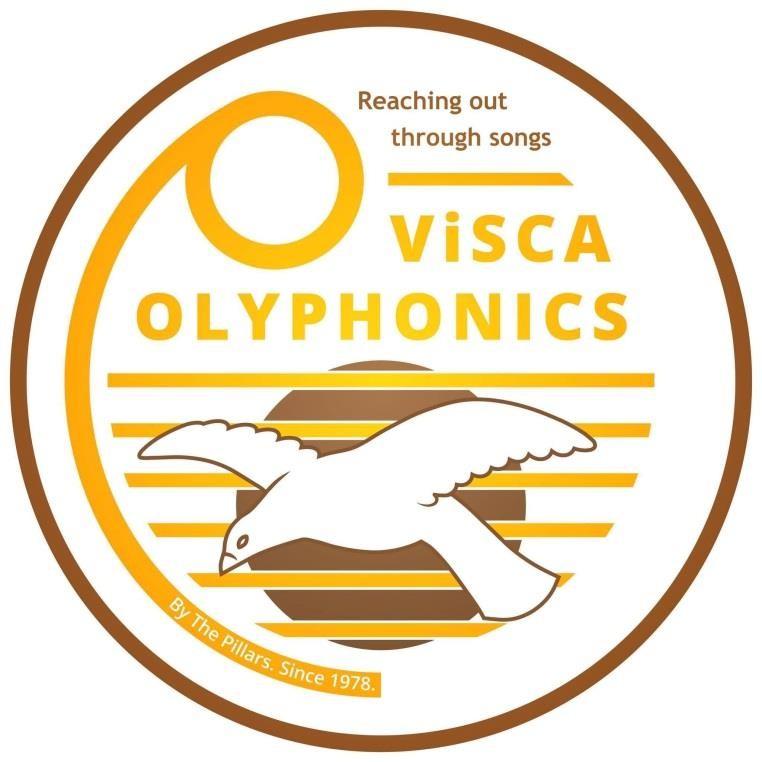 Reaching out
through songs
ViSCA
OLYPHONICS
By The Pillars. Since 1978.